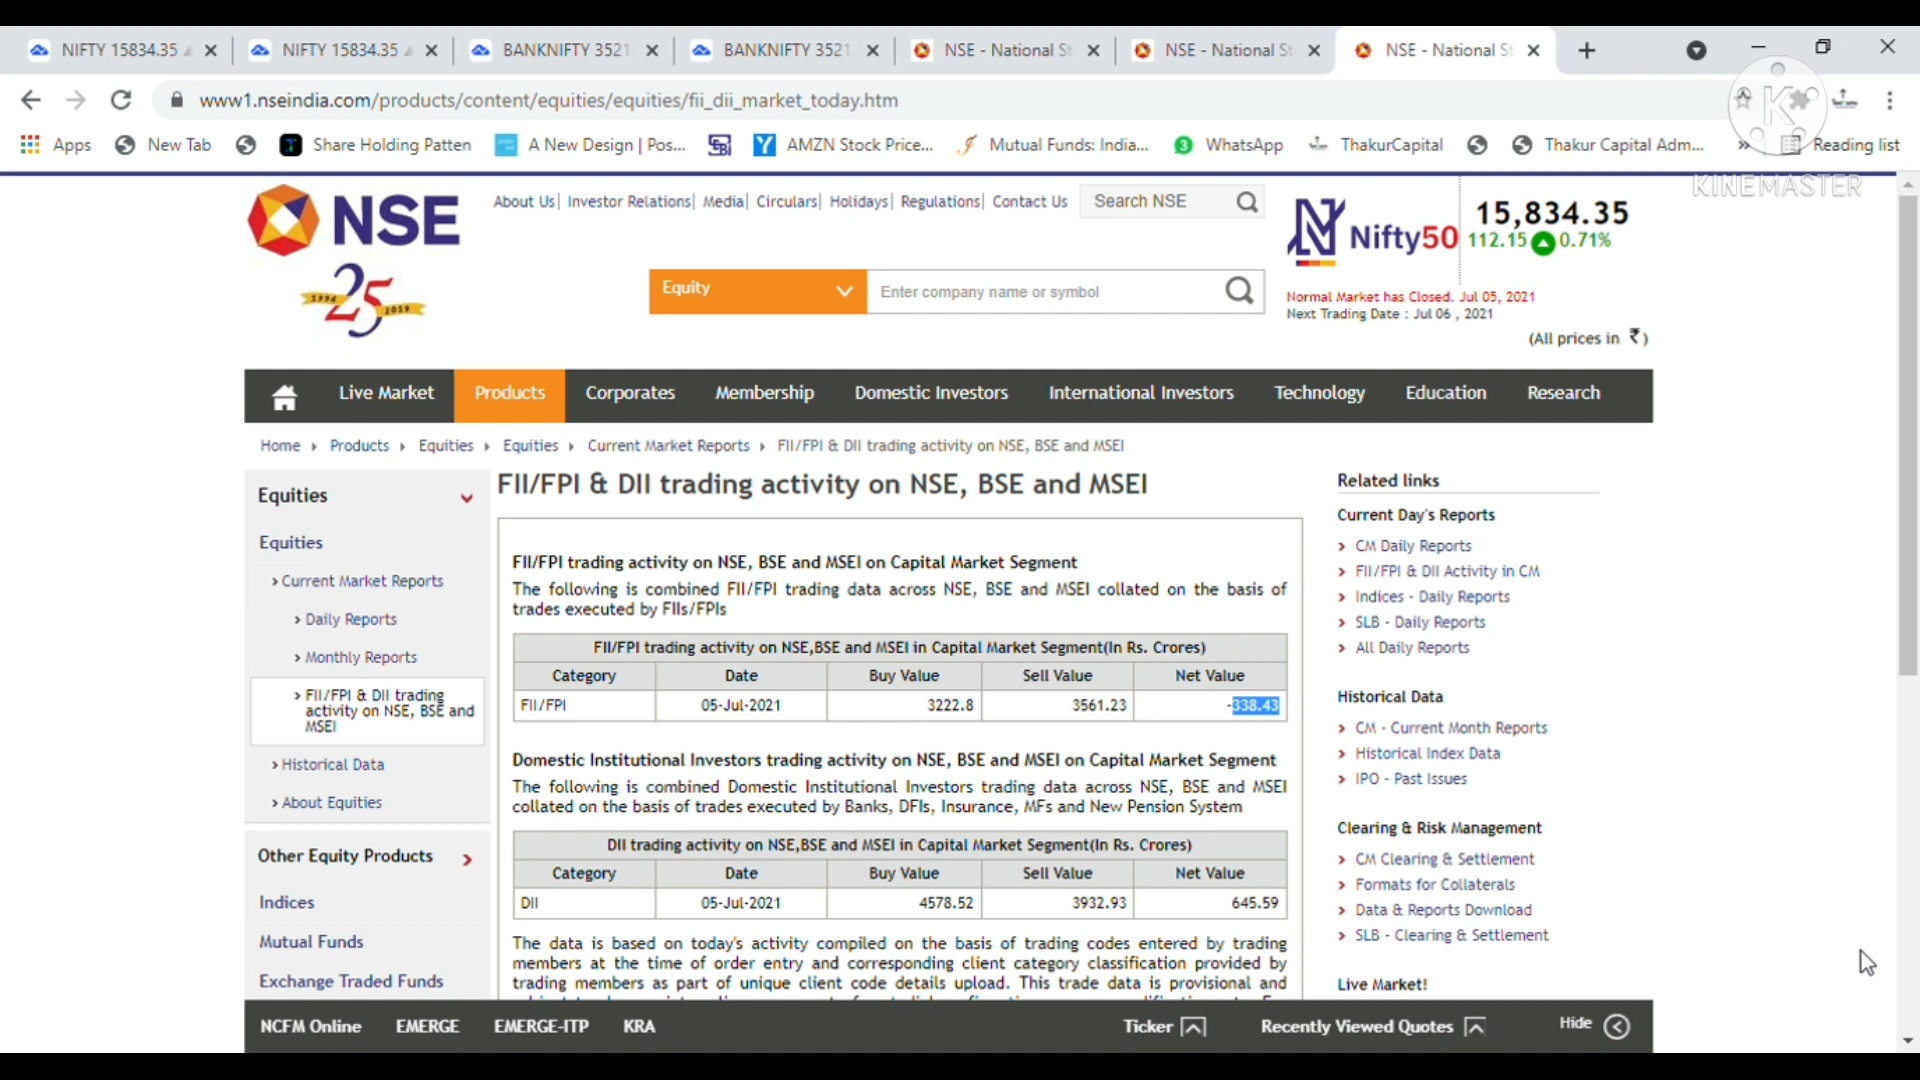 NIFTY 15834.35
NIFTY 15834.35
BANKNIFTY 3521
BANKNIFTY 3521
NSE - National St
NSE - National St
NSE - National St
www1.nseindia.com/products/content/equities/equities/fii_dii_market_today.htm
Apps
New Tab
Share Holding Patten
A New Design | Pos...
AMZN Stock Price...
Mutual Funds: India...
3
WhatsApp
ThakurCapital
Thakur Capital Adm...
»
Reading list
K
KINEMASTER
NSE
1994 25 2019
About Us| Investor Relations| Media| Circulars| Holidays| Regulations| Contact Us
Search NSE
Equity
Enter company name or symbol
Nifty50
15,834.35
112.15 0.71%
Normal Market has Closed. Jul 05, 2021
Next Trading Date : Jul 06 , 2021
(All prices in ₹ )
Live Market
Products
Corporates
Membership
Domestic Investors
International Investors
Technology
Education
Research
Home
Products
Equities
Equities
Current Market Reports
FII/FPI & DII trading activity on NSE, BSE and MSEI
Equities
Equities
Current Market Reports
Daily Reports
Monthly Reports
FII/FPI & DII trading
activity on NSE, BSE and
MSEI
Historical Data
About Equities
Other Equity Products
Indices
Mutual Funds
Exchange Traded Funds
FII/FPI & DII trading activity on NSE, BSE and MSEI
FII/FPI trading activity on NSE, BSE and MSEI on Capital Market Segment
The following is combined FII/FPI trading data across NSE, BSE and MSEI collated on the basis of
trades executed by FIIs/FPIs
FII/FPI trading activity on NSE,BSE and MSEI in Capital Market Segment(In Rs. Crores)
Category Date Buy Value Sell Value Net Value
FII/FPI 05-Jul-2021 3222.8 3561.23 -338.43
Domestic Institutional Investors trading activity on NSE, BSE and MSEI on Capital Market Segment
The following is combined Domestic Institutional Investors trading data across NSE, BSE and MSEI
collated on the basis of trades executed by Banks, DFIs, Insurance, MFs and New Pension System
DII trading activity on NSE,BSE and MSEI in Capital Market Segment(In Rs. Crores)
Category Date Buy Value Sell Value Net Value
DII 05-Jul-2021 4578.52 3932.93 645.59
The data is based on today's activity compiled on the basis of trading codes entered by trading
members at the time of order entry and corresponding client category classification provided by
trading members as part of unique client code details upload. This trade data is provisional and
Related links
Current Day's Reports
CM Daily Reports
FII/FPI & DII Activity in CM
Indices - Daily Reports
SLB - Daily Reports
All Daily Reports
Historical Data
CM - Current Month Reports
Historical Index Data
IPO - Past Issues
Clearing & Risk Management
CM Clearing & Settlement
Formats for Collaterals
Data & Reports Download
SLB - Clearing & Settlement
Live Market!
NCFM Online
EMERGE
EMERGE-ITP
KRA
Ticker
Recently Viewed Quotes
Hide